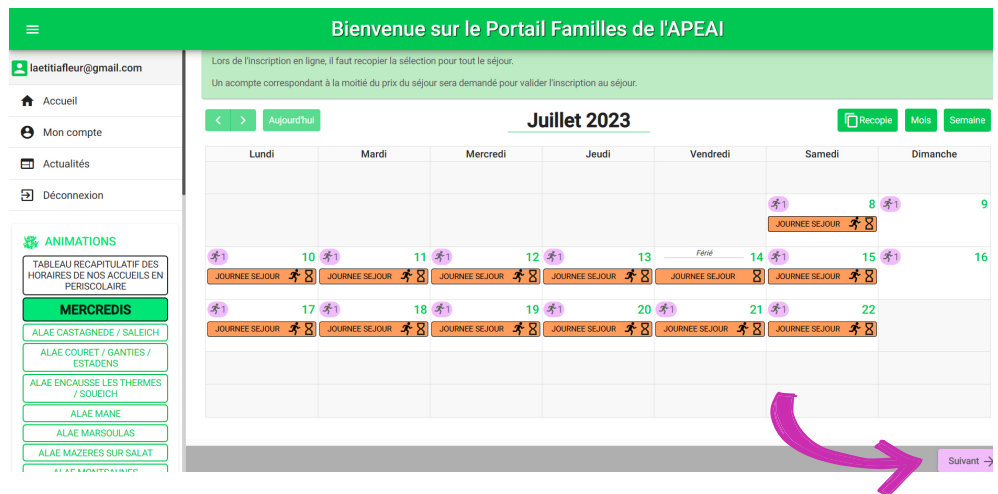 Bienvenue sur le Portail Familles de l'APEAI
laetitiafleur@gmail.com
Accueil
Mon compte
Actualités
Déconnexion
ANIMATIONS
TABLEAU RECAPITULATIF DES
HORAIRES DE NOS ACCUEILS EN
PERISCOLAIRE
MERCREDIS
ALAE CASTAGNEDE / SALEICH
ALAE COURET / GANTIES /
ESTADENS
ALAE ENCAUSSE LES THERMES
/ SOUEICH
ALAE MANE
ALAE MARSOULAS
ALAE MAZERES SUR SALAT
ALAE MONTSAUNES
Lors de l'inscription en ligne, il faut recopier la sélection pour tout le séjour.
Un acompte correspondant à la moitié du prix du séjour sera demandé pour valider l'inscription au séjour.
Aujourd'hui
Juillet 2023
Recopie Mois Semaine
Lundi Mardi Mercredi Jeudi Vendredi Samedi Dimanche
1 8 1 9
JOURNEE SEJOUR
1 10 1 11 1 12 1 13 Férié 14 1 15 1 16
JOURNEE SEJOUR JOURNEE SEJOUR JOURNEE SEJOUR JOURNEE SEJOUR JOURNEE SEJOUR JOURNEE SEJOUR
1 17 1 18 1 19 1 20 1 21 1 22
JOURNEE SEJOUR JOURNEE SEJOUR JOURNEE SEJOUR JOURNEE SEJOUR JOURNEE SEJOUR JOURNEE SEJOUR
Suivant →